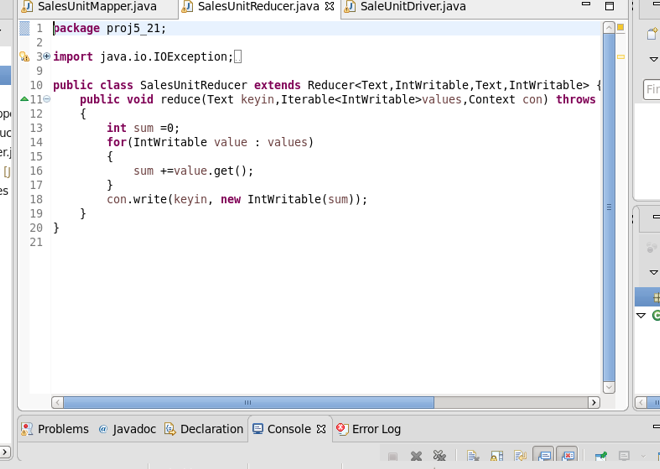 SalesUnitMapper.java SalesUnitReducer.java SaleUnitDriver.java
1 package proj5_21;
2
3 import java.io.IOException;
9
10 public class SalesUnitReducer extends Reducer<Text,IntWritable,Text,IntWritable> {
11 public void reduce(Text keyin,Iterable<IntWritable>values,Context con) throws
12 {
13 int sum =0;
14 for(IntWritable value : values)
15 {
16 sum +=value.get();
17 }
18 con.write(keyin, new IntWritable(sum));
19 }
20 }
21
Problems @ Javadoc Declaration Console Error Log